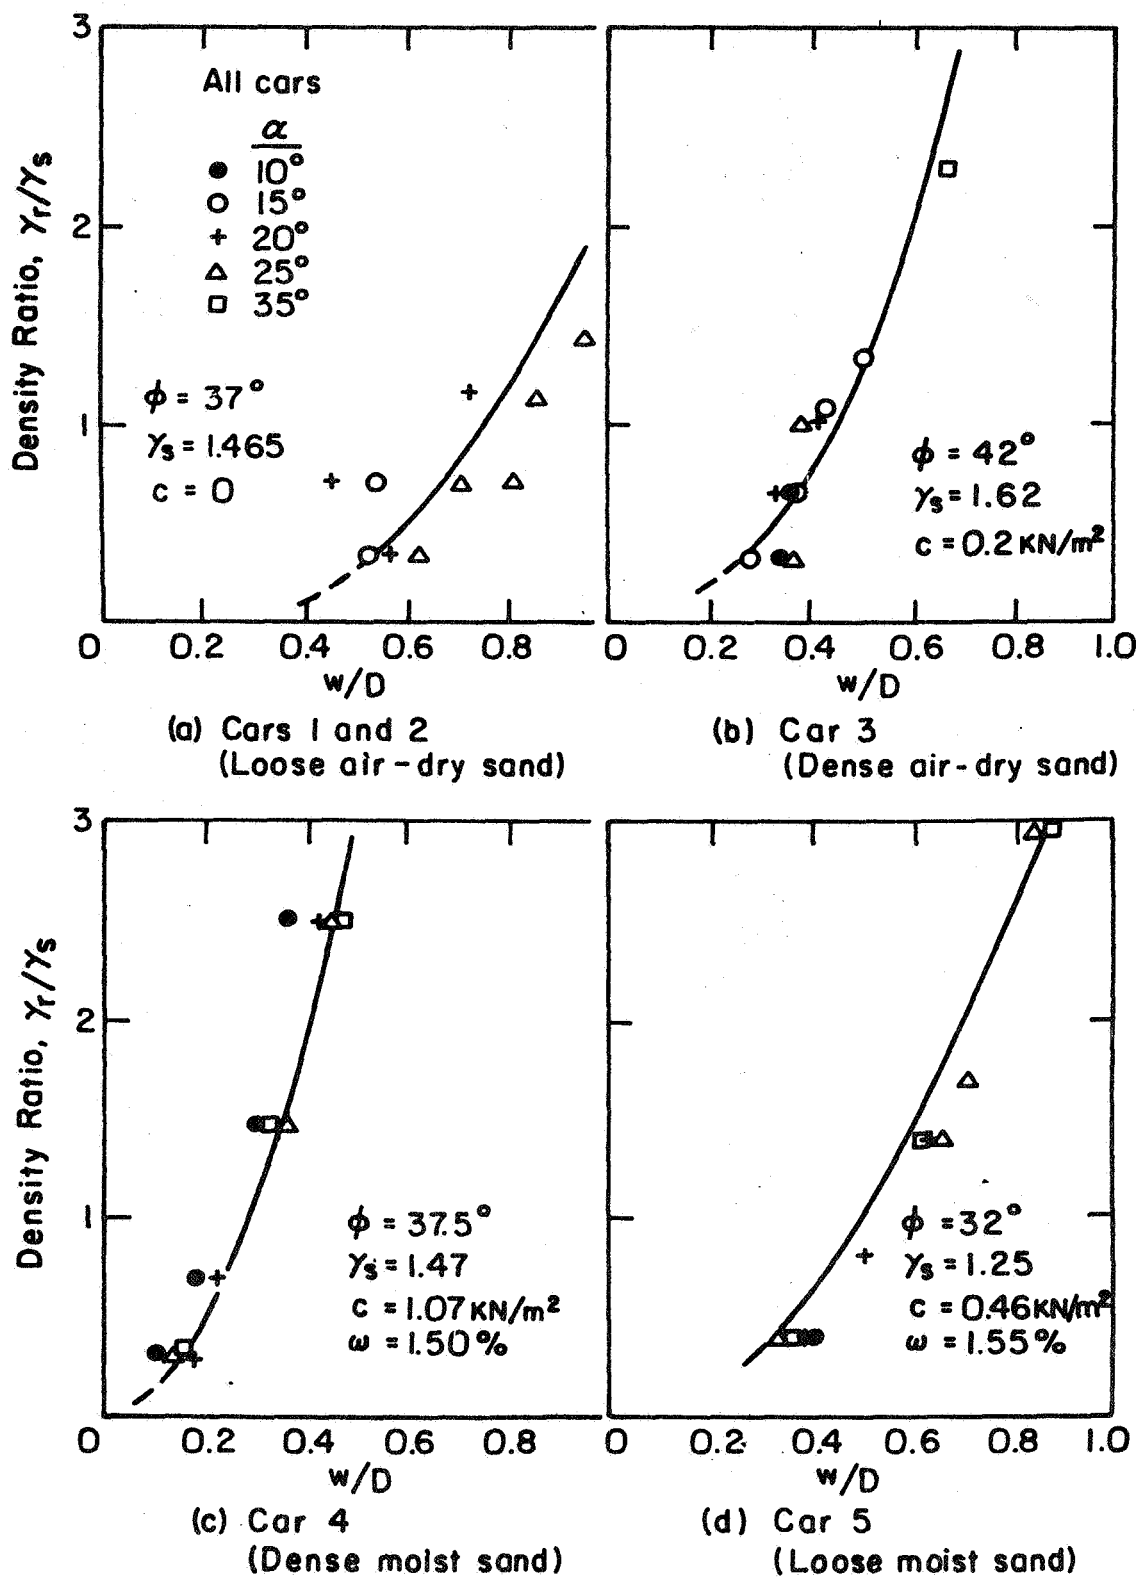 3
2
1
Density Ratio, γr/γs
All cars
α
● 10°
○ 15°
+ 20°
△ 25°
□ 35°
ϕ = 37°
γs = 1.465
c = 0
0 0.2 0.4 0.6 0.8
w/D
(a) Cars 1 and 2
(Loose air-dry sand)
ϕ = 42°
γs = 1.62
c = 0.2 KN/m²
0 0.2 0.4 0.6 0.8 1.0
w/D
(b) Car 3
(Dense air-dry sand)
3
2
1
Density Ratio, γr/γs
ϕ = 37.5°
γs = 1.47
c = 1.07 KN/m²
ω = 1.50 %
0 0.2 0.4 0.6 0.8
w/D
(c) Car 4
(Dense moist sand)
ϕ = 32°
γs = 1.25
c = 0.46 KN/m²
ω = 1.55 %
0 0.2 0.4 0.6 0.8 1.0
w/D
(d) Car 5
(Loose moist sand)